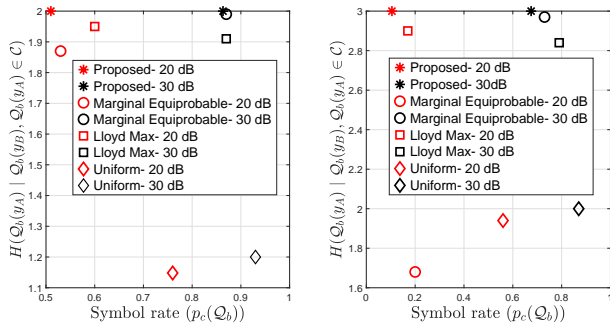 H(Q_b(y_A) | Q_b(y_B), Q_b(y_A) ∈ C)
2
1.9
1.8
1.7
1.6
1.5
1.4
1.3
1.2
1.1
Proposed- 20 dB
Proposed- 30 dB
Marginal Equiprobable- 20 dB
Marginal Equiprobable- 30 dB
Lloyd Max- 20 dB
Lloyd Max- 30 dB
Uniform- 20 dB
Uniform- 30 dB
0.5 0.6 0.7 0.8 0.9 1
Symbol rate (p_c(Q_b))
H(Q_b(y_A) | Q_b(y_B), Q_b(y_A) ∈ C)
3
2.8
2.6
2.4
2.2
2
1.8
1.6
Proposed- 20 dB
Proposed- 30dB
Marginal Equiprobable- 20 dB
Marginal Equiprobable- 30 dB
Lloyd Max- 20 dB
Lloyd Max- 30 dB
Uniform- 20 dB
Uniform- 30 dB
0 0.2 0.4 0.6 0.8 1
Symbol rate (p_c(Q_b))